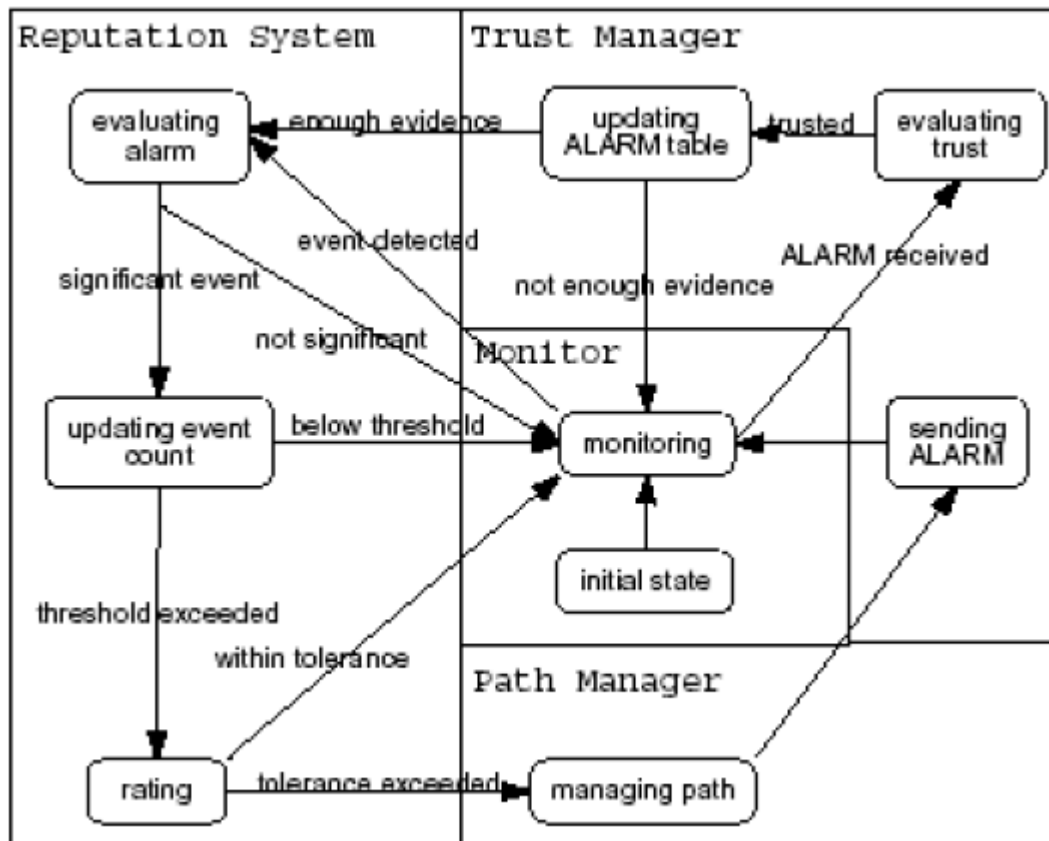 Reputation System
Trust Manager
evaluating
alarm
enough evidence
updating
ALARM table
trusted
evaluating
trust
event detected
ALARM received
significant event
not enough evidence
not significant
Monitor
updating event
count
below threshold
monitoring
sending
ALARM
initial state
threshold exceeded
within tolerance
Path Manager
rating
tolerance exceeded
managing path